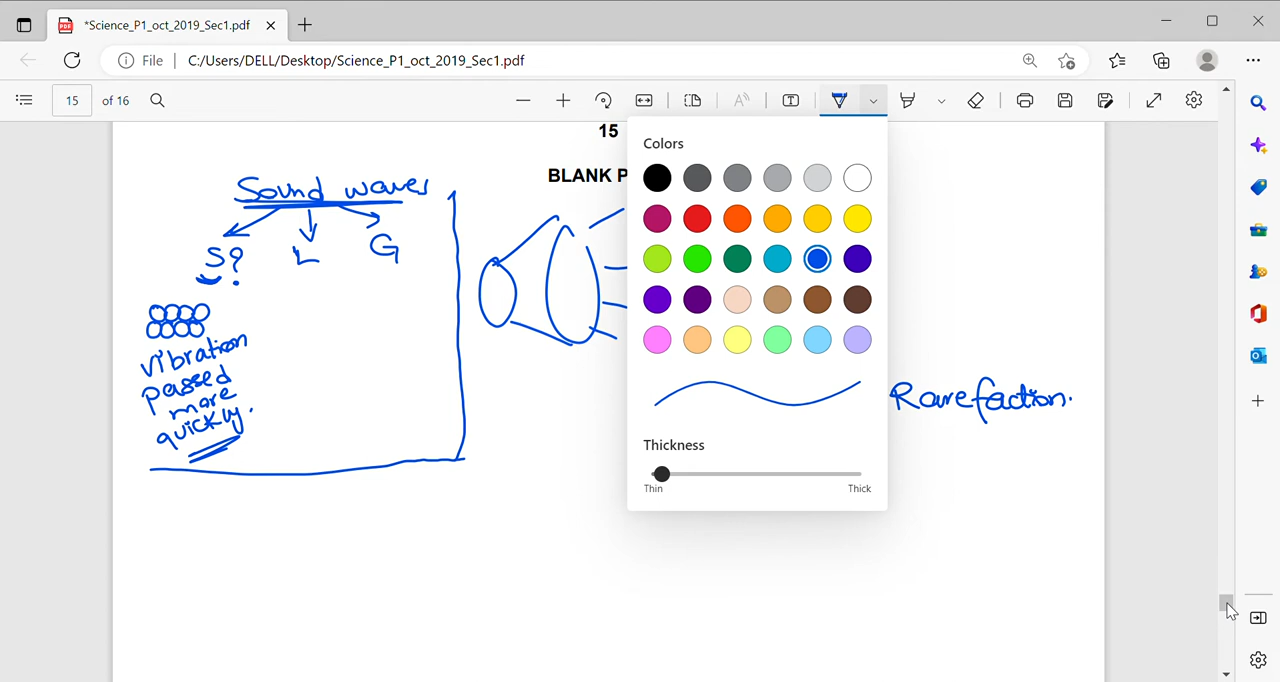 *Science_P1_oct_2019_Sec1.pdf
File
C:/Users/DELL/Desktop/Science_P1_oct_2019_Sec1.pdf
15 of 16
15
BLANK P
Colors
Thickness
Thin Thick
Sound waves
S? L G
vibration
passed
more
quickly.
Rarefaction.